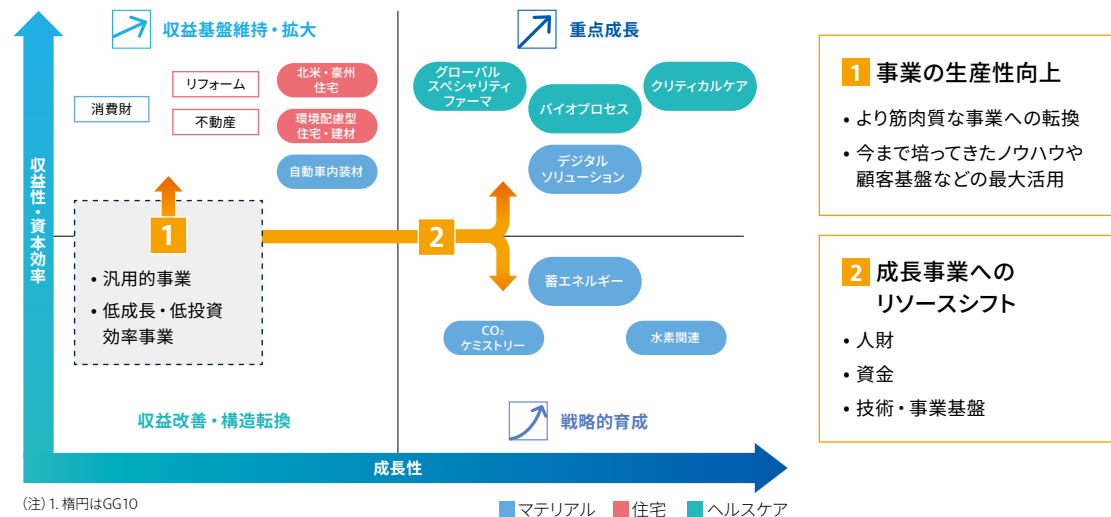 収益基盤維持・拡大
重点成長
収益性・資本効率
消費財
リフォーム
不動産
北米・豪州
住宅
環境配慮型
住宅・建材
自動車内装材
グローバル
スペシャリティ
ファーマ
バイオプロセス
クリティカルケア
デジタル
ソリューション
1
• 汎用的事業
• 低成長・低投資
効率事業
2
蓄エネルギー
CO₂
ケミストリー
水素関連
収益改善・構造転換
戦略的育成
成長性
(注) 1. 楕円はGG10
マテリアル
住宅
ヘルスケア
1 事業の生産性向上
• より筋肉質な事業への転換
• 今まで培ってきたノウハウや
顧客基盤などの最大活用
2 成長事業への
リソースシフト
• 人財
• 資金
• 技術・事業基盤